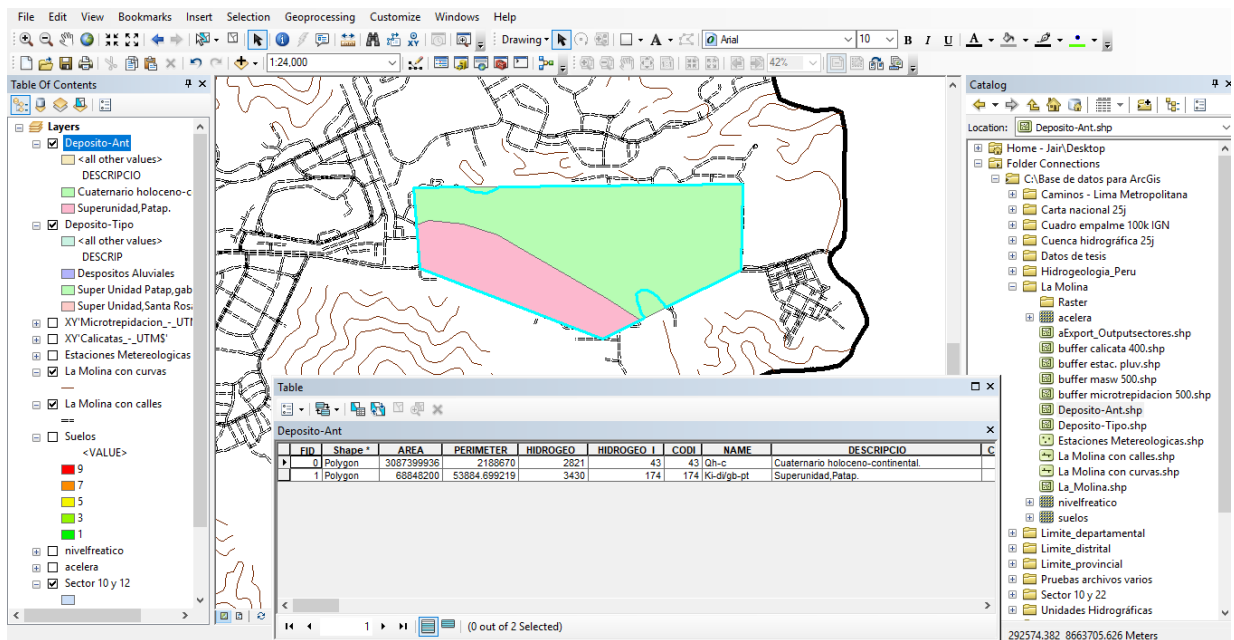 File Edit View Bookmarks Insert Selection Geoprocessing Customize Windows Help
Drawing Arial 10 B I U A
1:24,000 42%
Table Of Contents
Layers
Deposito-Ant
<all other values>
DESCRIPCIO
Cuaternario holoceno-c
Superunidad,Patap.
Deposito-Tipo
<all other values>
DESCRIP
Despositos Aluviales
Super Unidad Patap,gab
Super Unidad,Santa Ros
XY'Microtrepidacion_-_UTI
XY'Calicatas_-_UTM$'
Estaciones Metereologicas
La Molina con curvas
La Molina con calles
Suelos
<VALUE>
9
7
5
3
1
nivelfreatico
acelera
Sector 10 y 12
Table
Deposito-Ant
FID Shape * AREA PERIMETER HIDROGEO HIDROGEO_I CODI NAME DESCRIPCIO C
0 Polygon 3087399936 2188670 2821 43 43 Qh-c Cuaternario holoceno-continental.
1 Polygon 68848200 53884.699219 3430 174 174 Ki-di/gb-pt Superunidad,Patap.
1 (0 out of 2 Selected)
Catalog
Location: Deposito-Ant.shp
Home - Jair\Desktop
Folder Connections
C:\Base de datos para ArcGis
Caminos - Lima Metropolitana
Carta nacional 25j
Cuadro empalme 100k IGN
Cuenca hidrográfica 25j
Datos de tesis
Hidrogeologia_Peru
La Molina
Raster
acelera
aExport_Outputsectores.shp
buffer calicata 400.shp
buffer estac. pluv.shp
buffer masw 500.shp
buffer microtrepidacion 500.shp
Deposito-Ant.shp
Deposito-Tipo.shp
Estaciones Metereologicas.shp
La Molina con calles.shp
La Molina con curvas.shp
La_Molina.shp
nivelfreatico
suelos
Limite_departamental
Limite_distrital
Limite_provincial
Pruebas archivos varios
Sector 10 y 22
Unidades Hidrográficas
292574.382 8663705.626 Meters